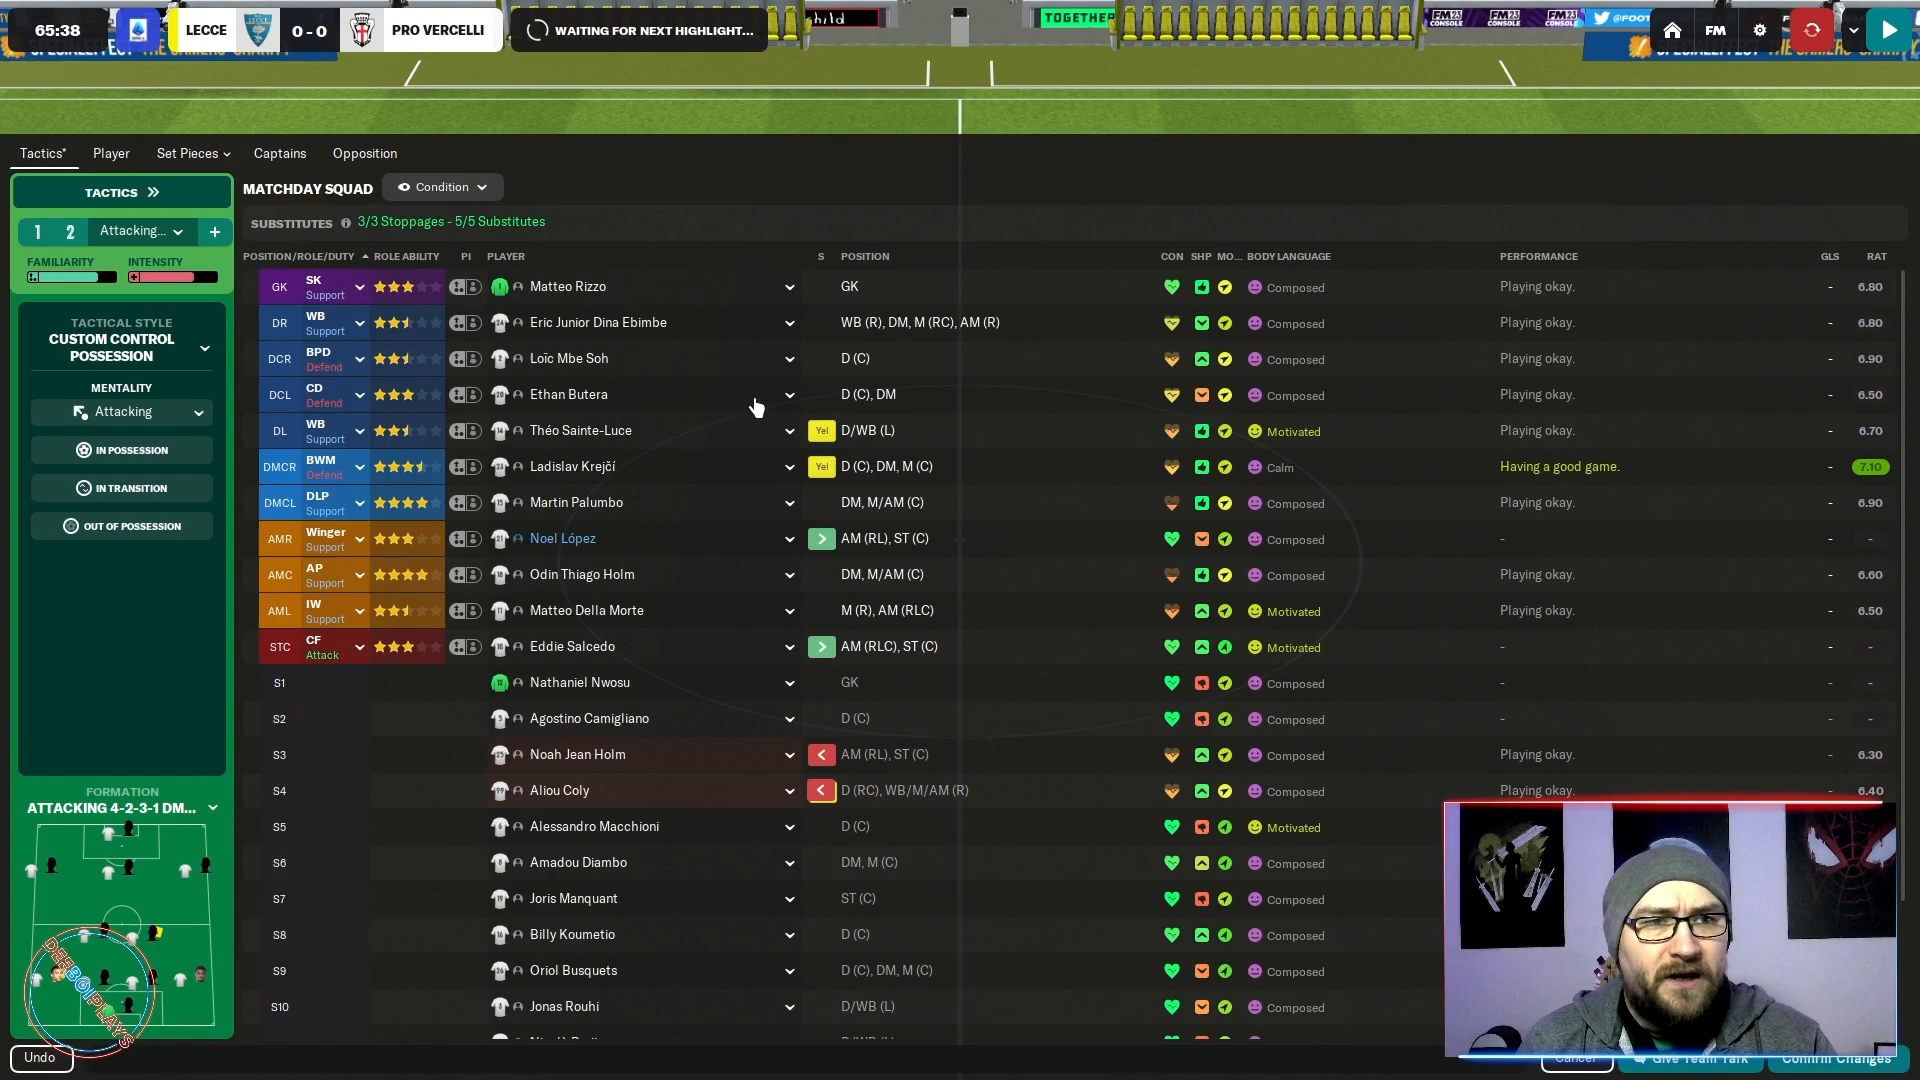 65:38 LECCE 0 - 0 PRO VERCELLI WAITING FOR NEXT HIGHLIGHT... FM
TOGETHER FM23 CONSOLE @FOOT
Tactics* Player Set Pieces Captains Opposition
TACTICS
1 2 Attacking... +
FAMILIARITY INTENSITY
TACTICAL STYLE
CUSTOM CONTROL
POSSESSION
MENTALITY
Attacking
IN POSSESSION
IN TRANSITION
OUT OF POSSESSION
FORMATION
ATTACKING 4-2-3-1 DM...
DEEBOIPLAYS
Undo
MATCHDAY SQUAD Condition
SUBSTITUTES 3/3 Stoppages - 5/5 Substitutes
POSITION/ROLE/DUTY ROLE ABILITY PI PLAYER S POSITION CON SHP MO... BODY LANGUAGE PERFORMANCE GLS RAT
GK SK Support Matteo Rizzo GK Composed Playing okay. - 6.80
DR WB Support Eric Junior Dina Ebimbe WB (R), DM, M (RC), AM (R) Composed Playing okay. - 6.80
DCR BPD Defend Loïc Mbe Soh D (C) Composed Playing okay. - 6.90
DCL CD Defend Ethan Butera D (C), DM Composed Playing okay. - 6.50
DL WB Support Théo Sainte-Luce Yel D/WB (L) Motivated Playing okay. - 6.70
DMCR BWM Defend Ladislav Krejčí Yel D (C), DM, M (C) Calm Having a good game. - 7.10
DMCL DLP Support Martin Palumbo DM, M/AM (C) Composed Playing okay. - 6.90
AMR Winger Support Noel López AM (RL), ST (C) Composed - - -
AMC AP Support Odin Thiago Holm DM, M/AM (C) Composed Playing okay. - 6.60
AML IW Support Matteo Della Morte M (R), AM (RLC) Motivated Playing okay. - 6.50
STC CF Attack Eddie Salcedo AM (RLC), ST (C) Motivated - - -
S1 Nathaniel Nwosu GK Composed - - -
S2 Agostino Camigliano D (C) Composed - - -
S3 Noah Jean Holm AM (RL), ST (C) Composed Playing okay. - 6.30
S4 Aliou Coly D (RC), WB/M/AM (R) Composed Playing okay. - 6.40
S5 Alessandro Macchioni D (C) Motivated
S6 Amadou Diambo DM, M (C) Composed
S7 Joris Manquant ST (C) Composed
S8 Billy Koumetio D (C) Composed
S9 Oriol Busquets D (C), DM, M (C) Composed
S10 Jonas Rouhi D/WB (L) Composed
Cancel Give Team Talk Confirm Changes